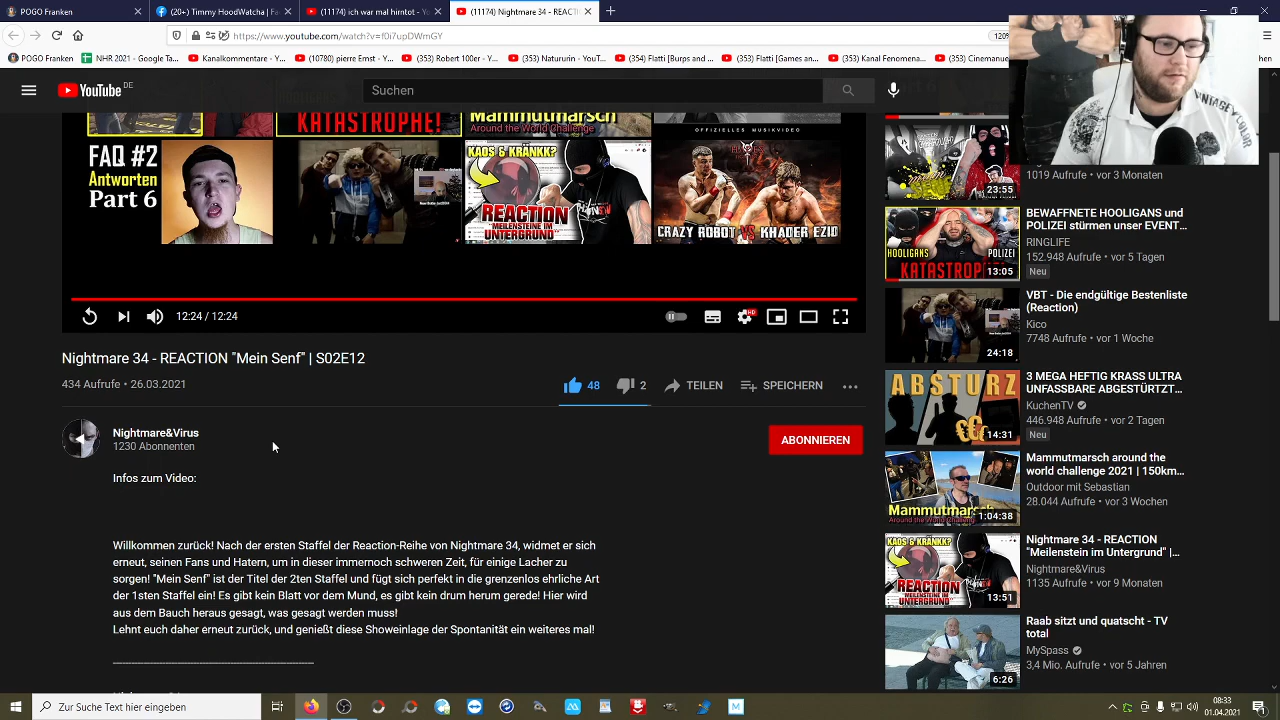 POGO Franken
(20+) Timmy HoodWatcha | Fa
(11174) ich war mal hirntot - Yo
(11174) Nightmare 34 - REACTI
https://www.youtube.com/watch?v=f0i7upDWmGY
120%
POGO Franken
NHR 2021 - Google Ta...
Kanalkommentare - Y...
(10780) pierre Emst - Y...
(353) Robert 100er - Y...
(354) Flatti [Burps and ...
(353) Natururin - YouT...
(353) Flatti [Games an...
(353) Kanal Fenomena...
(353) Cinemanue
YouTube DE
Suchen
KATASTROPHE!
Mammutmarsch
Around the World Challenge
OFFIZIELLES MUSIKVIDEO
FAQ #2
Antworten
Part 6
KAOS & KRÄNKK?
REACTION
"MEILENSTEINE IM
UNTERGRUND"
CRAZY ROBOT VS KHADER EZIO
12:24 / 12:24
HD
Nightmare 34 - REACTION "Mein Senf" | S02E12
434 Aufrufe • 26.03.2021
48
2
TEILEN
SPEICHERN
Nightmare&Virus
1230 Abonnenten
ABONNIEREN
Infos zum Video:
Willkommen zurück! Nach der ersten Staffel der Reaction-Reihe von Nightmare 34, widmet er sich
erneut, seinen Fans und Hatern, um in dieser immernoch schweren Zeit, für einige Lacher zu
sorgen! "Mein Senf" ist der Titel der 2ten Staffel und fügt sich perfekt in die grenzenlos ehrliche Art
der 1sten Staffel ein! Es gibt kein Blatt vor dem Mund, es gibt kein drum herum gerede! Hier wird
aus dem Bauch heraus gesagt, was gesagt werden muss!
Lehnt euch daher erneut zurück, und genießt diese Showeinlage der Spontanität ein weiteres mal!
23:55
1019 Aufrufe • vor 3 Monaten
HOOLIGANS
POLIZEI
KATASTROPH
13:05
BEWAFFNETE HOOLIGANS und
POLIZEI stürmen unser EVENT...
RINGLIFE
152.948 Aufrufe • vor 5 Tagen
Neu
24:18
VBT - Die endgültige Bestenliste
(Reaction)
Kico
7748 Aufrufe • vor 1 Woche
ABSTURZ
14:31
3 MEGA HEFTIG KRASS ULTRA
UNFASSBARE ABGESTÜRTZT...
KuchenTV
446.948 Aufrufe • vor 2 Tagen
Neu
Mammutmarsch
Around the World Challenge
1:04:38
Mammutmarsch around the
world challenge 2021 | 150km...
Outdoor mit Sebastian
28.044 Aufrufe • vor 3 Wochen
KAOS & KRÄNKK?
REACTION
13:51
Nightmare 34 - REACTION
"Meilenstein im Untergrund" |...
Nightmare&Virus
1135 Aufrufe • vor 9 Monaten
6:26
Raab sitzt und quatscht - TV
total
MySpass
3,4 Mio. Aufrufe • vor 5 Jahren
Zur Suche Text hier eingeben
08:33
01.04.2021